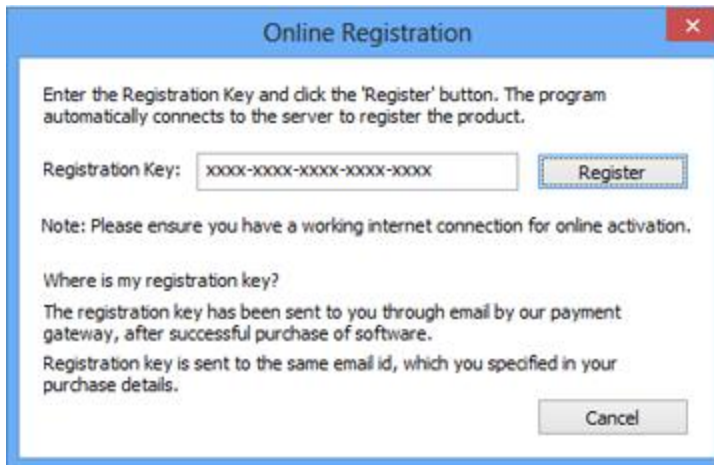 Online Registration
Enter the Registration Key and click the 'Register' button. The program
automatically connects to the server to register the product.
Registration Key: xxxx-xxxx-xxxx-xxxx-xxxx Register
Note: Please ensure you have a working internet connection for online activation.
Where is my registration key?
The registration key has been sent to you through email by our payment
gateway, after successful purchase of software.
Registration key is sent to the same email id, which you specified in your
purchase details.
Cancel